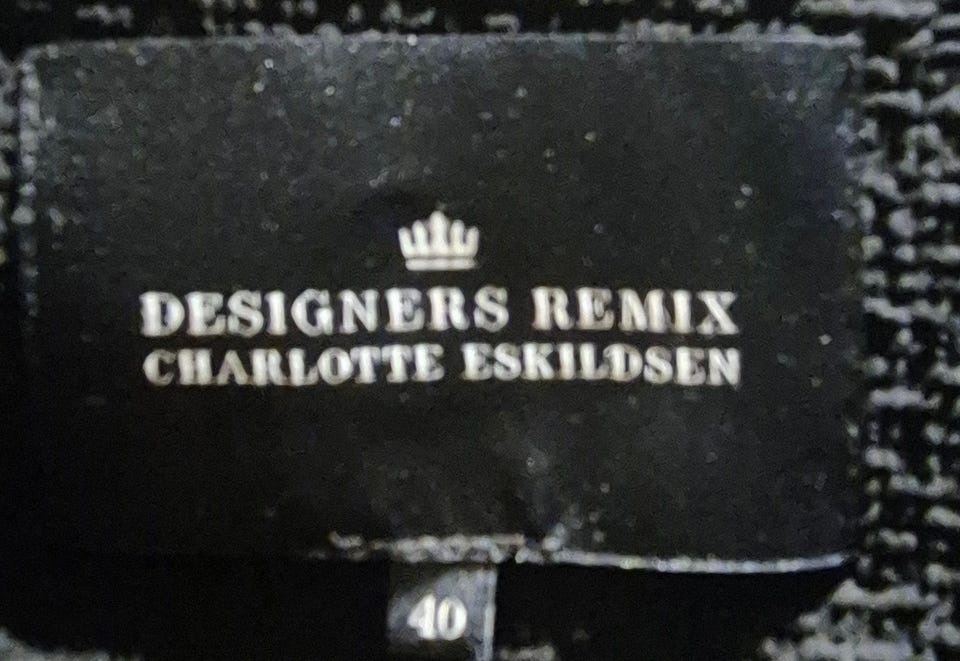 DESIGNERS REMIX
CHARLOTTE ESKILDSEN
40